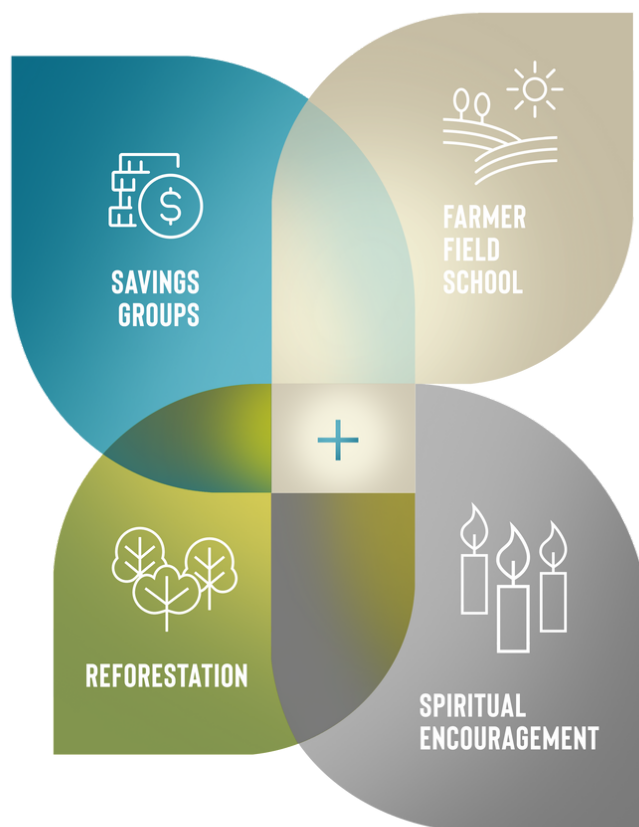 SAVINGS
GROUPS
FARMER
FIELD
SCHOOL
+
REFORESTATION
SPIRITUAL
ENCOURAGEMENT